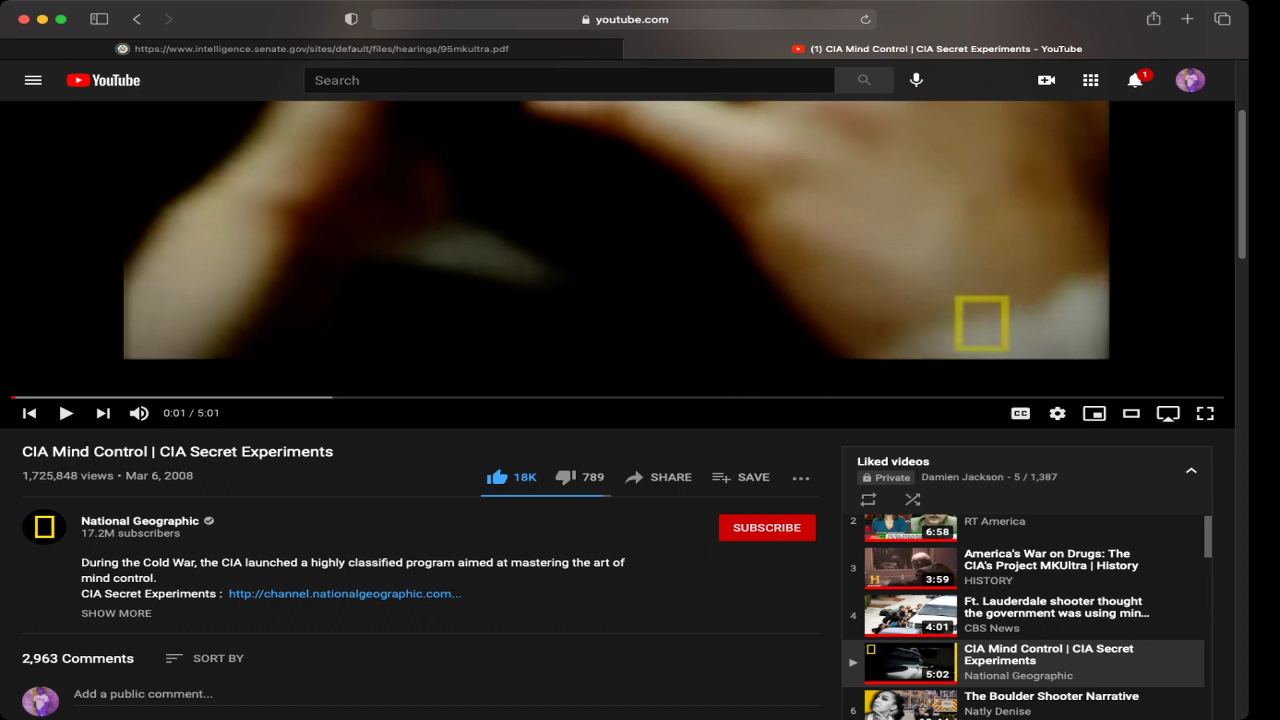 youtube.com
https://www.intelligence.senate.gov/sites/default/files/hearings/95mkultra.pdf
(1) CIA Mind Control | CIA Secret Experiments - YouTube
YouTube
Search
1
0:01 / 5:01
CC
CIA Mind Control | CIA Secret Experiments
1,725,848 views • Mar 6, 2008
18K
789
SHARE
SAVE
National Geographic
17.2M subscribers
SUBSCRIBE
During the Cold War, the CIA launched a highly classified program aimed at mastering the art of
mind control.
CIA Secret Experiments : http://channel.nationalgeographic.com...
SHOW MORE
2,963 Comments
SORT BY
Add a public comment...
Liked videos
Private
Damien Jackson - 5 / 1,387
2
6:58
RT America
3
3:59
America's War on Drugs: The
CIA's Project MKUltra | History
HISTORY
4
4:01
Ft. Lauderdale shooter thought
the government was using min...
CBS News
5:02
CIA Mind Control | CIA Secret
Experiments
National Geographic
6
The Boulder Shooter Narrative
Natly Denise